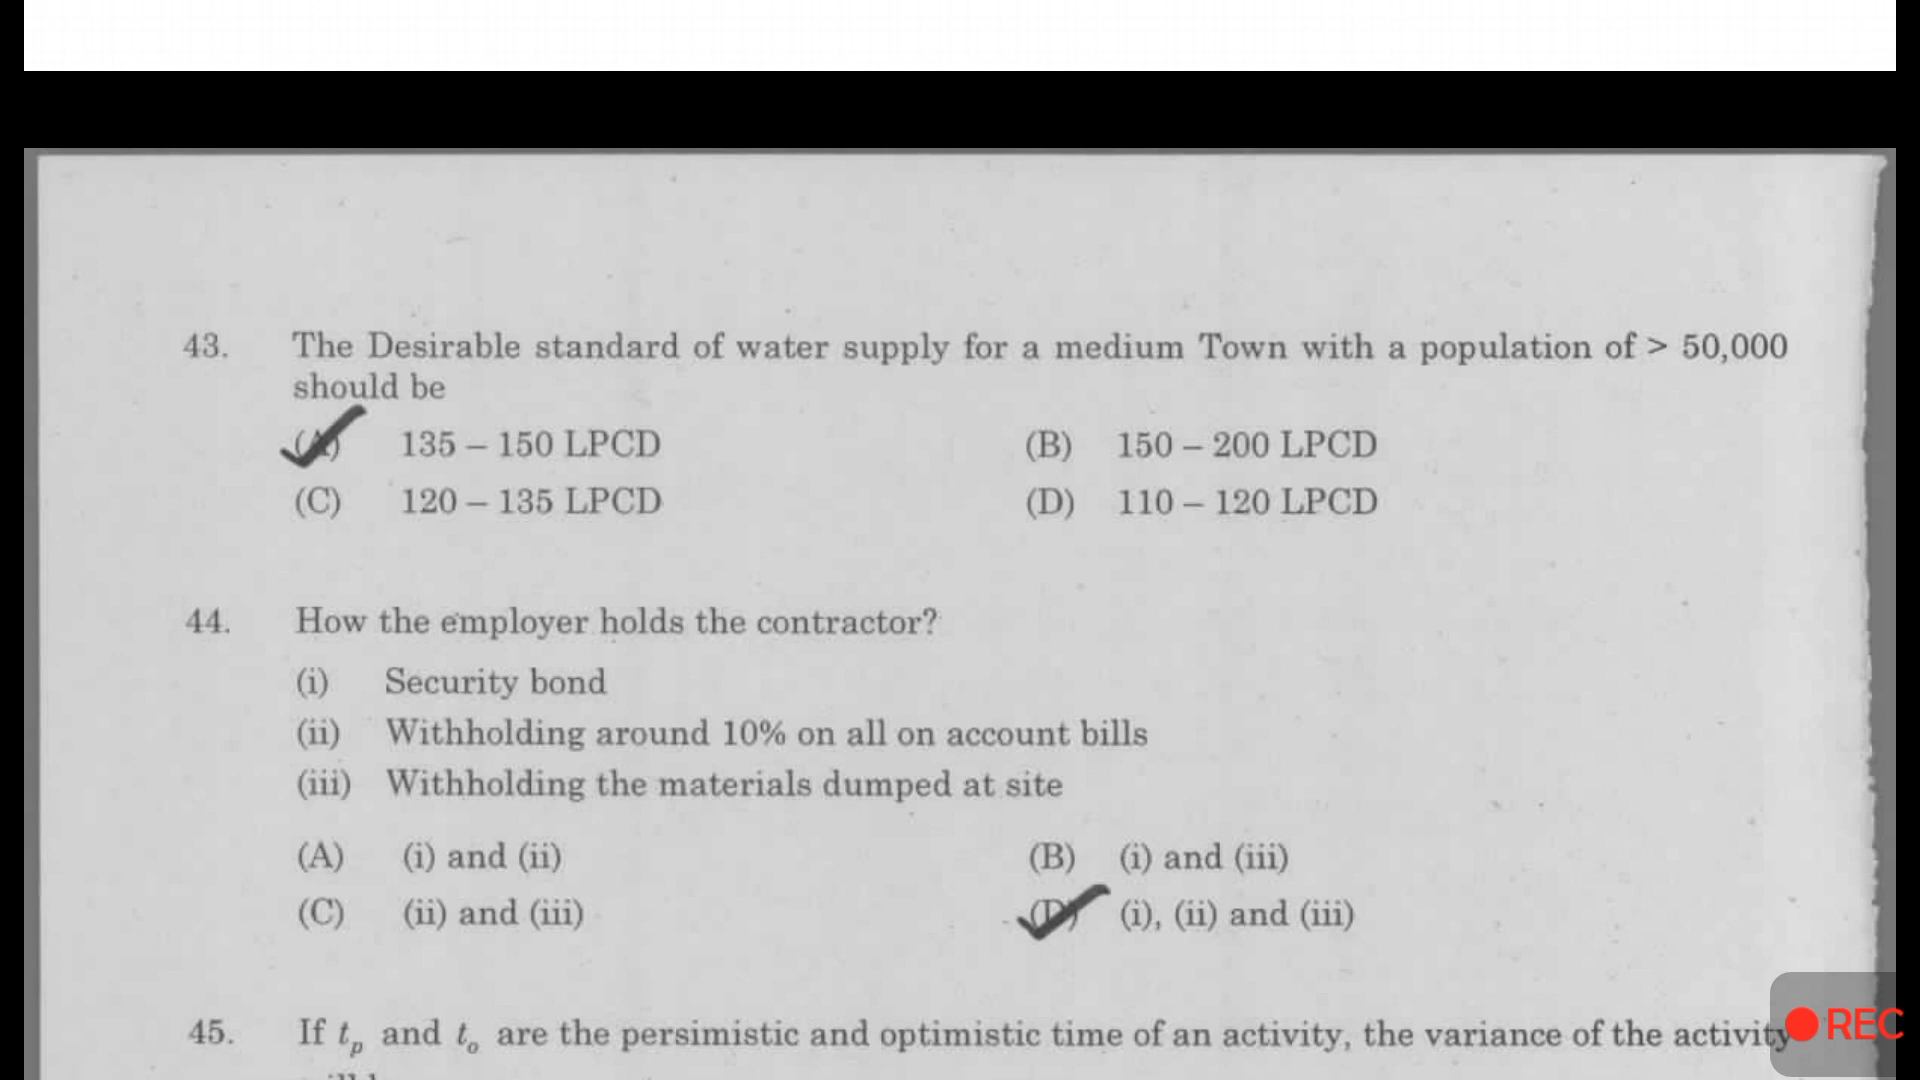 43. The Desirable standard of water supply for a medium Town with a population of > 50,000
should be
(A) 135 – 150 LPCD (B) 150 – 200 LPCD
(C) 120 – 135 LPCD (D) 110 – 120 LPCD
44. How the employer holds the contractor?
(i) Security bond
(ii) Withholding around 10% on all on account bills
(iii) Withholding the materials dumped at site
(A) (i) and (ii) (B) (i) and (iii)
(C) (ii) and (iii) (D) (i), (ii) and (iii)
45. If tp and to are the persimistic and optimistic time of an activity, the variance of the activity
REC